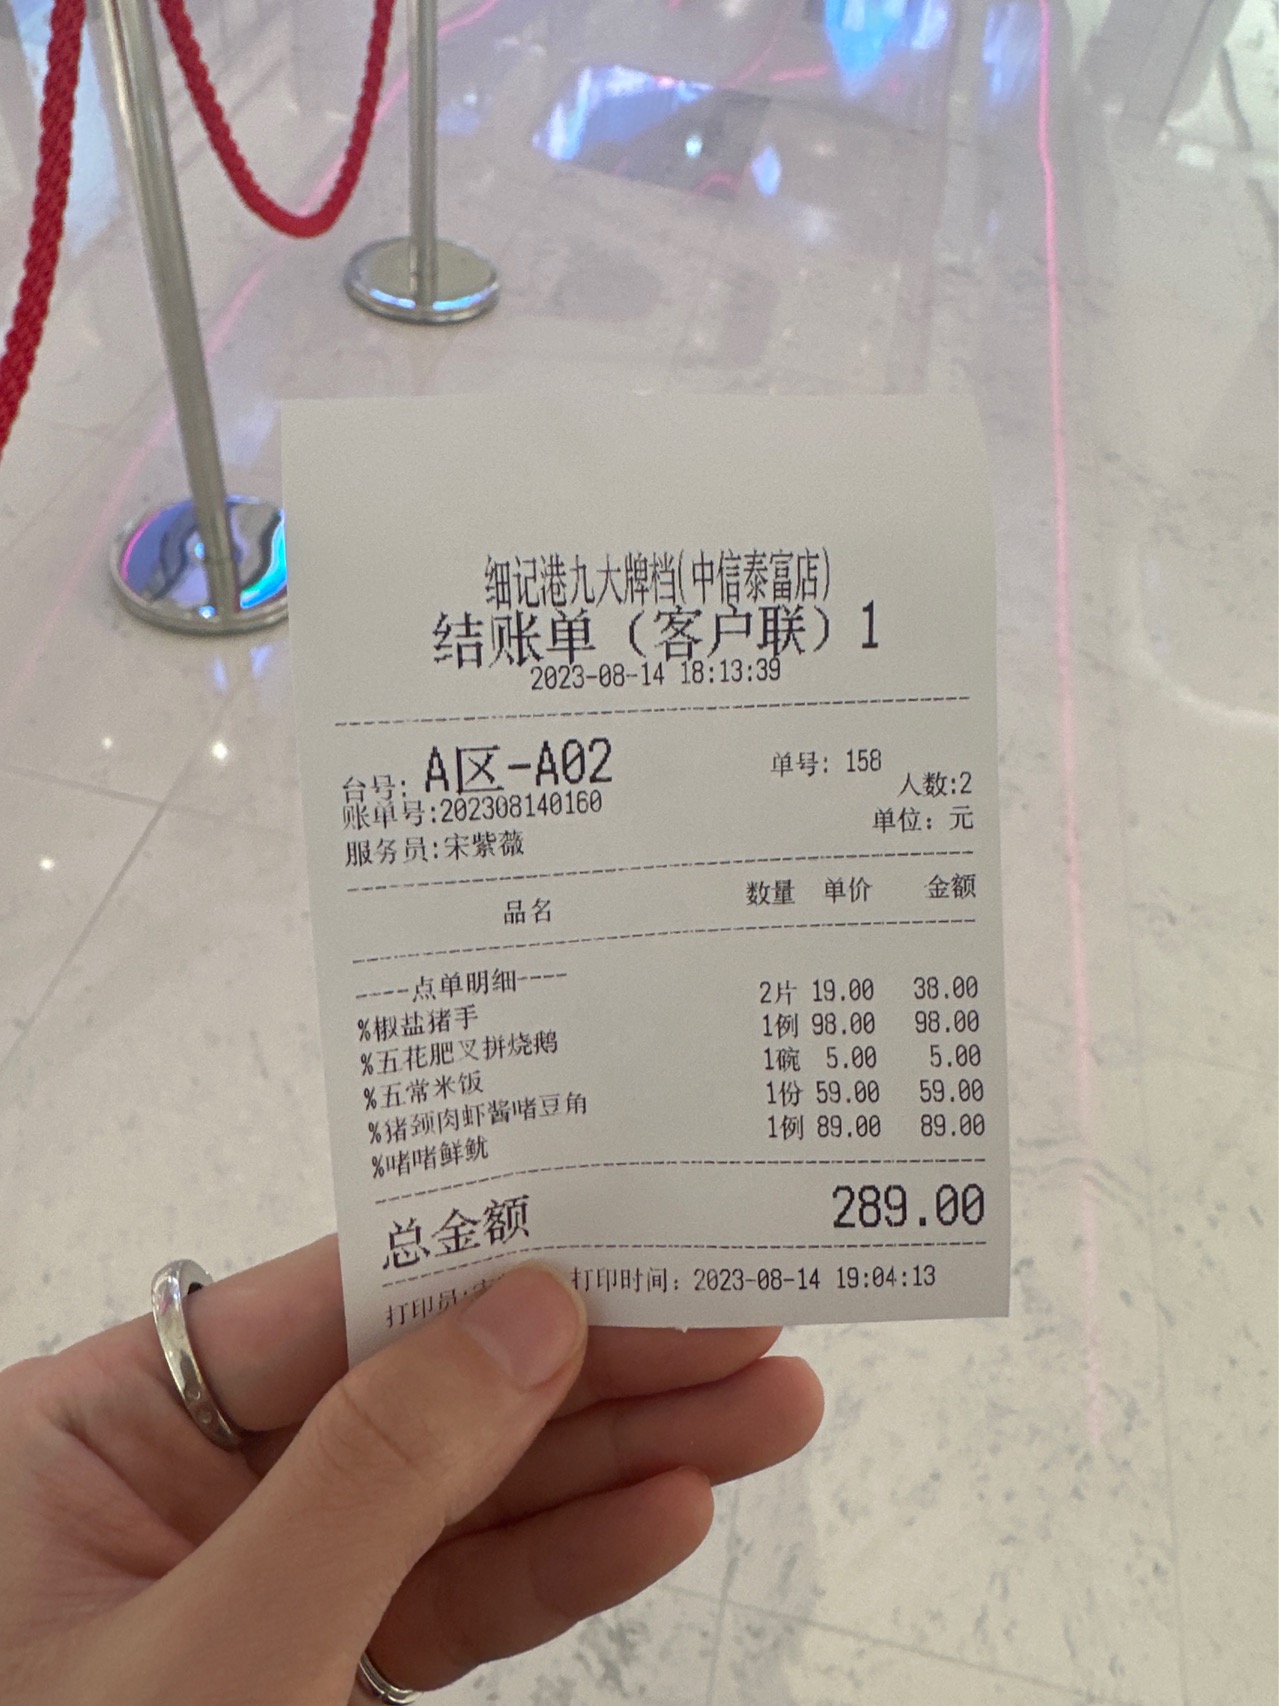 细记港九大牌档(中信泰富店)
结账单（客户联）1
2023-08-14 18:13:39
台号: A区-A02 单号: 158
人数:2
账单号:202308140160
单位: 元
服务员:宋紫薇
品名 数量 单价 金额
----点单明细----
%椒盐猪手 2片 19.00 38.00
%五花肥叉拼烧鹅 1例 98.00 98.00
%五常米饭 1碗 5.00 5.00
%猪颈肉虾酱啫豆角 1份 59.00 59.00
%啫啫鲜鱿 1例 89.00 89.00
总金额 289.00
打印员: 打印时间: 2023-08-14 19:04:13